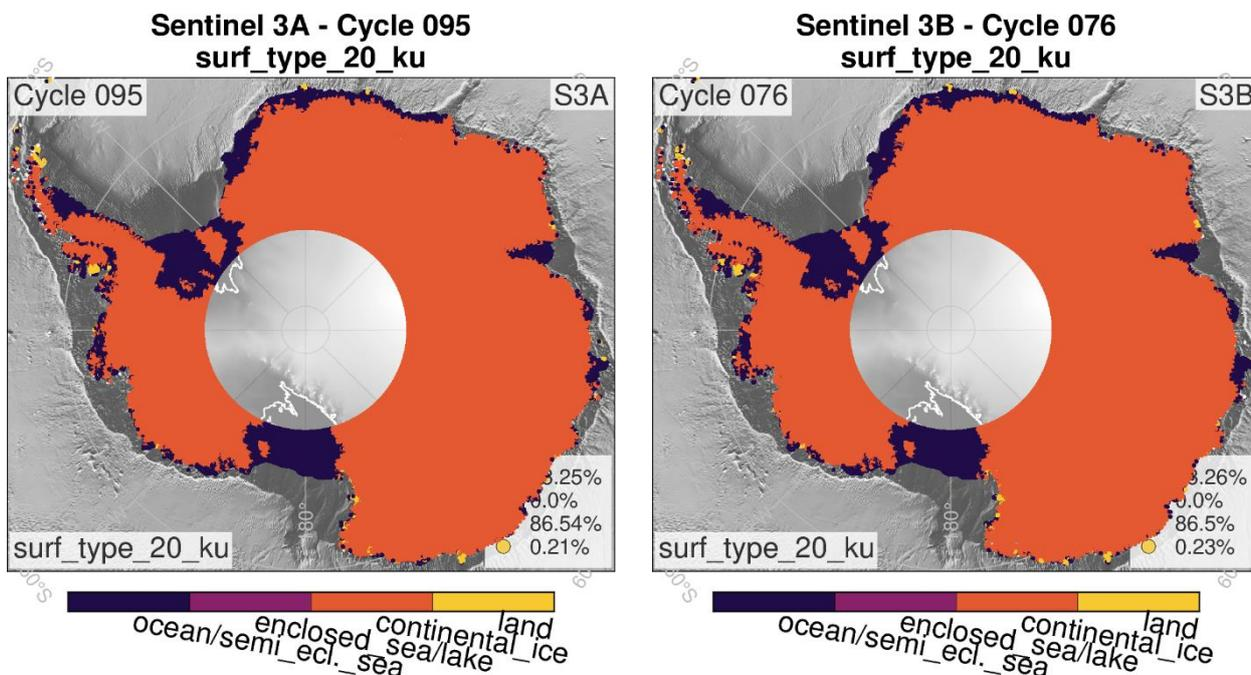 Sentinel 3A - Cycle 095
surf_type_20_ku
Cycle 095
S3A
86.54%
0.21%
180°
surf_type_20_ku
ocean/semi_ecl._sea
enclosed_sea/lake
continental_ice
land
Sentinel 3B - Cycle 076
surf_type_20_ku
Cycle 076
S3B
86.5%
0.23%
180°
surf_type_20_ku
ocean/semi_ecl._sea
enclosed_sea/lake
continental_ice
land